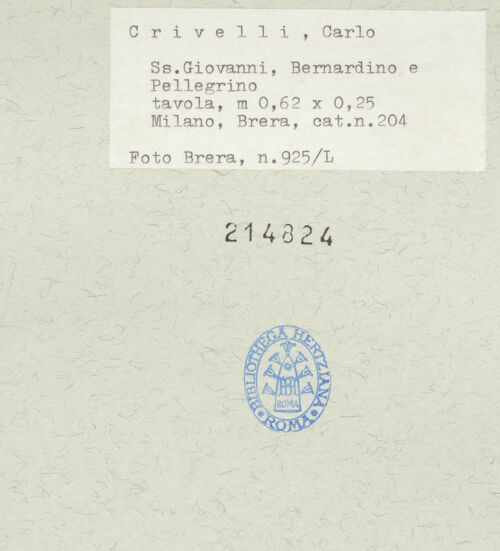 C r i v e l l i , Carlo
Ss.Giovanni, Bernardino e
Pellegrino
tavola, m 0,62 x 0,25
Milano, Brera, cat.n.204
Foto Brera, n.925/L
214824
BIBLIOTHECA HERTZIANA
ROMA
ROMA